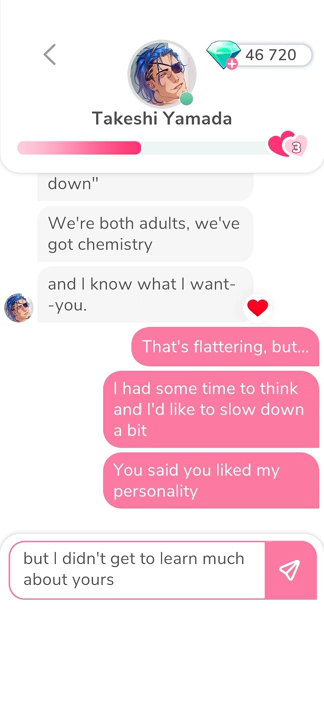 46 720
Takeshi Yamada
3
down"
We're both adults, we've
got chemistry
and I know what I want-
-you.
That's flattering, but...
I had some time to think
and I'd like to slow down
a bit
You said you liked my
personality
but I didn't get to learn much
about yours